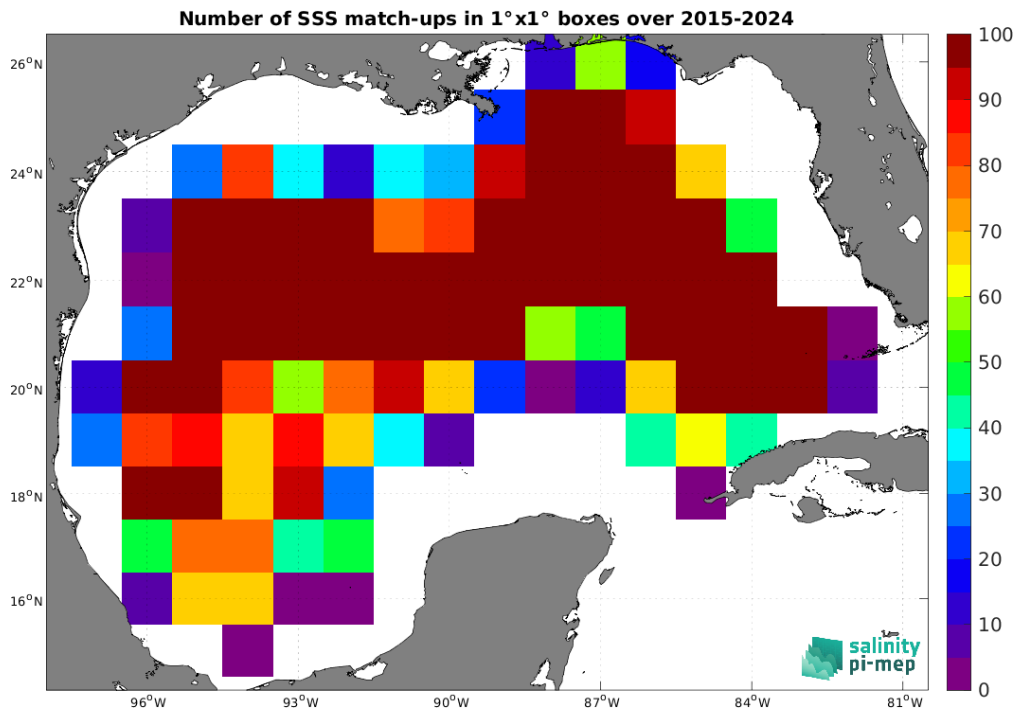 Number of SSS match-ups in 1°x1° boxes over 2015-2024
26°N
24°N
22°N
20°N
18°N
16°N
96°W
93°W
90°W
87°W
84°W
81°W
100
90
80
70
60
50
40
30
20
10
0
salinity
pi-mep